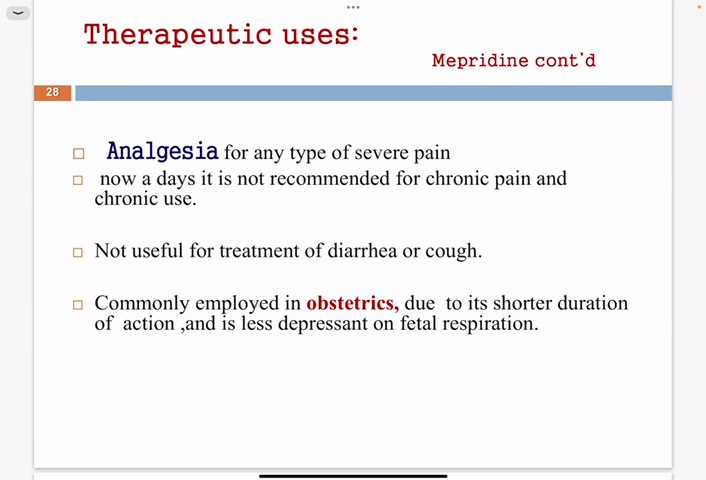 Therapeutic uses:
Mepridine cont'd
28
Analgesia for any type of severe pain
now a days it is not recommended for chronic pain and
chronic use.
Not useful for treatment of diarrhea or cough.
Commonly employed in obstetrics, due to its shorter duration
of action ,and is less depressant on fetal respiration.